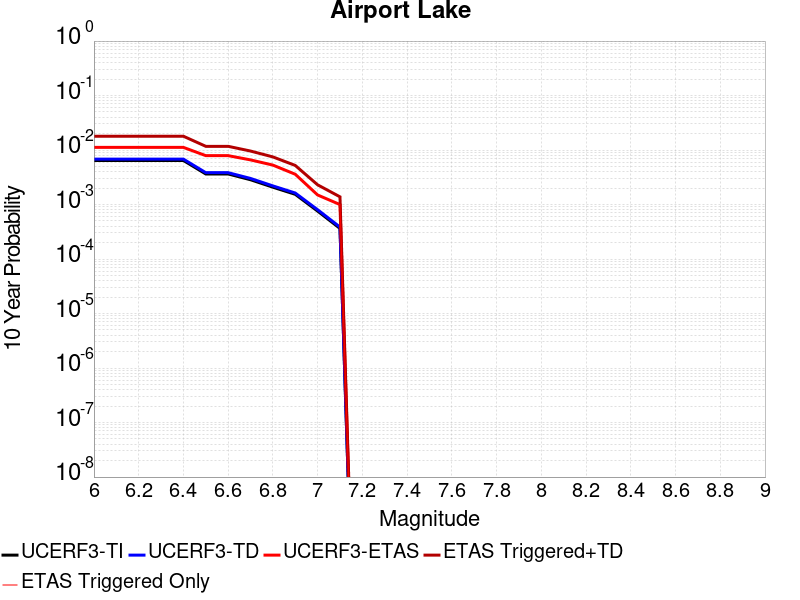 Airport Lake
10^0
10^-1
10^-2
10^-3
10^-4
10^-5
10^-6
10^-7
10^-8
10 Year Probability
6 6.2 6.4 6.6 6.8 7 7.2 7.4 7.6 7.8 8 8.2 8.4 8.6 8.8 9
Magnitude
UCERF3-TI UCERF3-TD UCERF3-ETAS ETAS Triggered+TD
ETAS Triggered Only